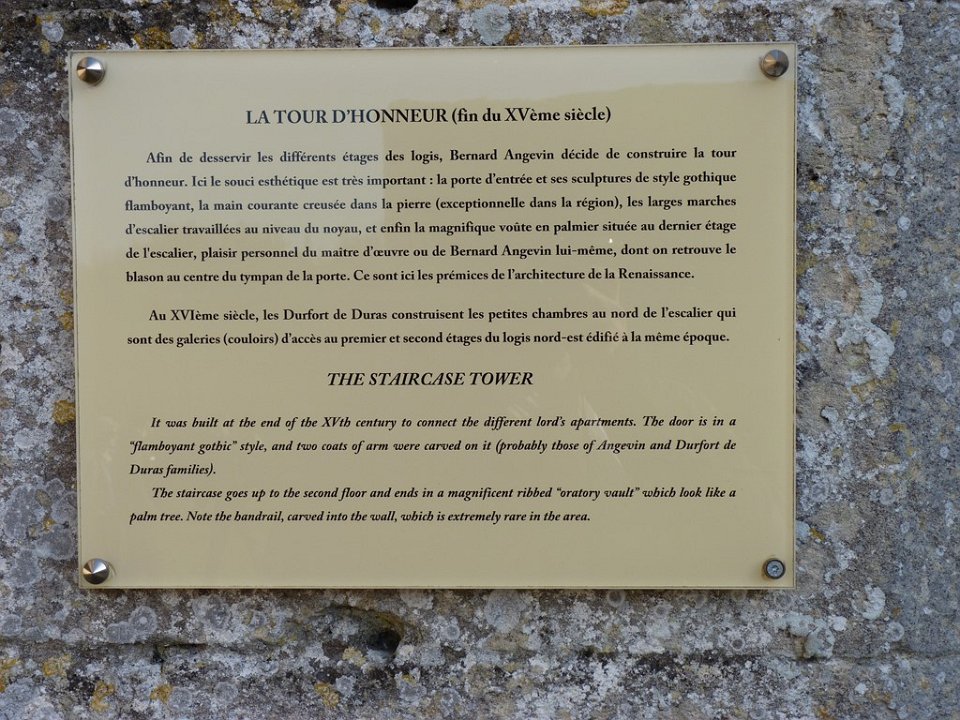 LA TOUR D'HONNEUR (fin du XVème siècle)
Afin de desservir les différents étages des logis, Bernard Angevin décide de construire la tour
d'honneur. Ici le souci esthétique est très important : la porte d'entrée et ses sculptures de style gothique
flamboyant, la main courante creusée dans la pierre (exceptionnelle dans la région), les larges marches
d'escalier travaillées au niveau du noyau, et enfin la magnifique voûte en palmier située au dernier étage
de l'escalier, plaisir personnel du maître d'œuvre ou de Bernard Angevin lui-même, dont on retrouve le
blason au centre du tympan de la porte. Ce sont ici les prémices de l'architecture de la Renaissance.
Au XVIème siècle, les Durfort de Duras construisent les petites chambres au nord de l'escalier qui
sont des galeries (couloirs) d'accès au premier et second étages du logis nord-est édifié à la même époque.
THE STAIRCASE TOWER
It was built at the end of the XVth century to connect the different lord's apartments. The door is in a
"flamboyant gothic" style, and two coats of arm were carved on it (probably those of Angevin and Durfort de
Duras families).
The staircase goes up to the second floor and ends in a magnificent ribbed "oratory vault" which look like a
palm tree. Note the handrail, carved into the wall, which is extremely rare in the area.